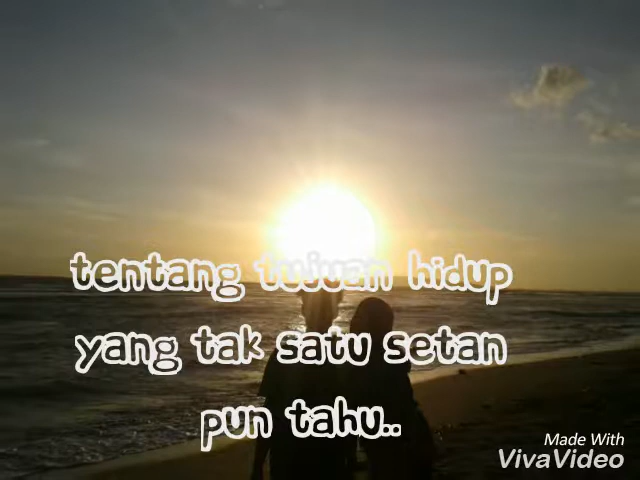 tentang tujuan hidup
yang tak satu setan
pun tahu..
Made With
VivaVideo